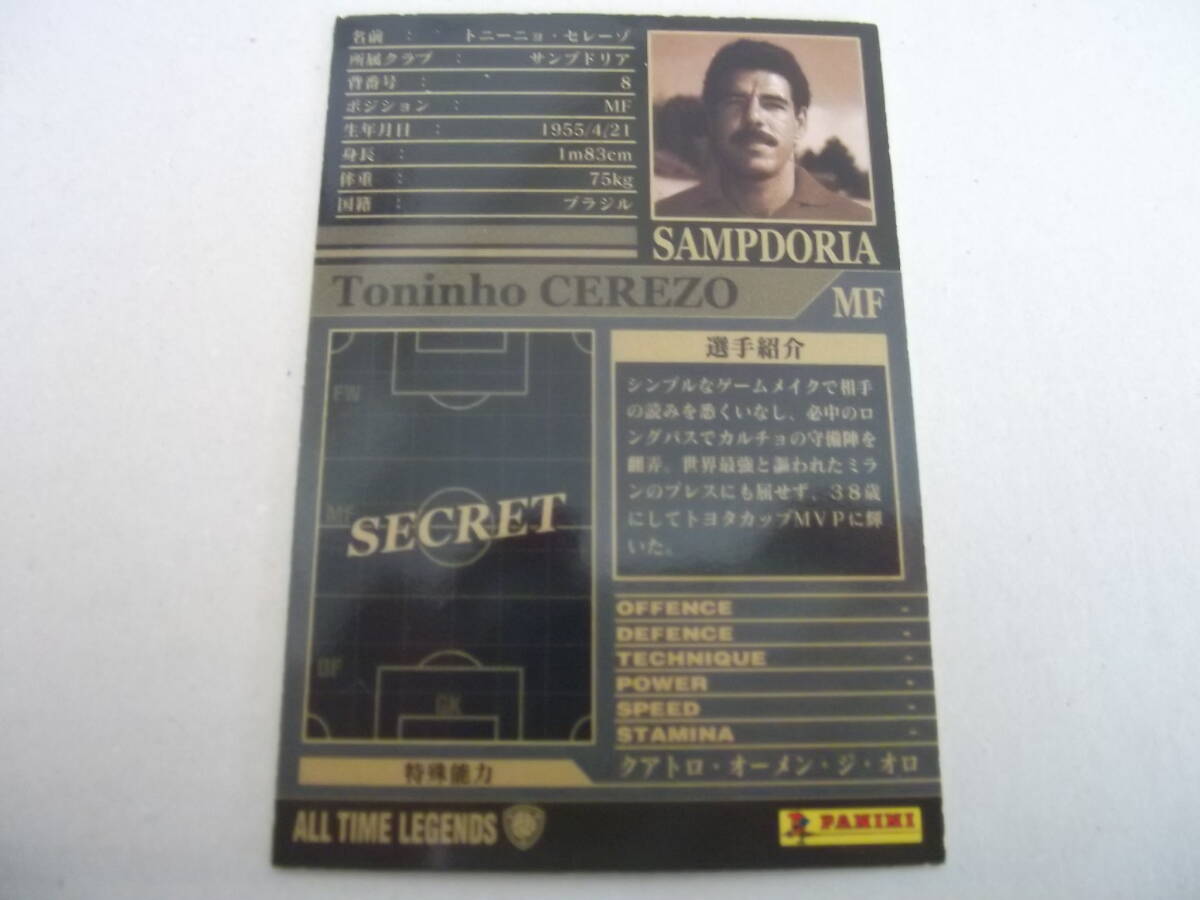 名前 : トニーニョ・セレーゾ
所属クラブ : サンプドリア
背番号 : 8
ポジション : MF
生年月日 : 1955/4/21
身長 : 1m83cm
体重 : 75kg
国籍 : ブラジル
SAMPDORIA
Toninho CEREZO
MF
FW
MF
SECRET
DF
GK
選手紹介
シンプルなゲームメイクで相手
の読みを悉くいなし、必中のロ
ングパスでカルチョの守備陣を
翻弄。世界最強と謳われたミラ
ンのプレスにも屈せず、38歳
にしてトヨタカップMVPに輝
いた。
OFFENCE -
DEFENCE -
TECHNIQUE -
POWER -
SPEED -
STAMINA -
特殊能力
クアトロ・オーメン・ジ・オロ
ALL TIME LEGENDS
PANINI